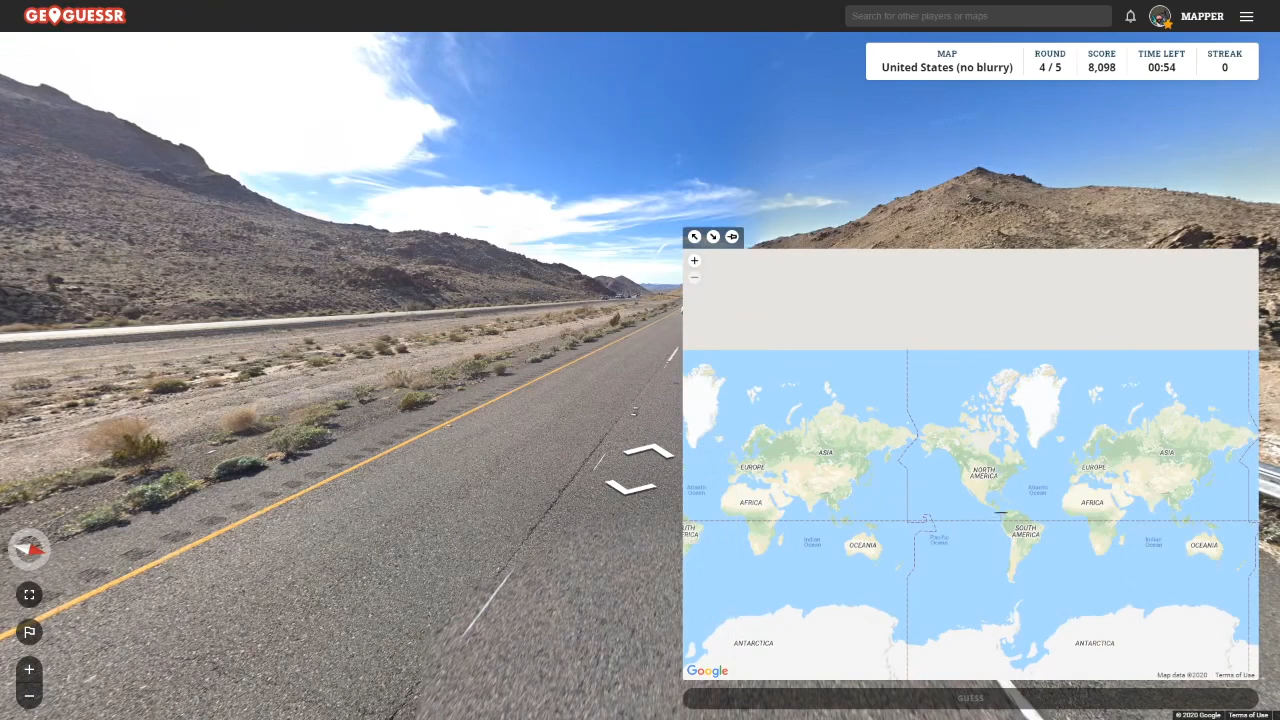 GEOGUESSR
Search for other players or maps
MAPPER
MAP
United States (no blurry)
ROUND
4 / 5
SCORE
8,098
TIME LEFT
00:54
STREAK
0
+
−
ASIA
EUROPE
NORTH
AMERICA
ASIA
EUROPE
Atlantic
Ocean
AFRICA
Atlantic
Ocean
AFRICA
UTH
RICA
Indian
Ocean
OCEANIA
Pacific
Ocean
SOUTH
AMERICA
Indian
Ocean
OCEANIA
ANTARCTICA
ANTARCTICA
Google
Map data ©2020
Terms of Use
GUESS
+
−
© 2020 Google
Terms of Use